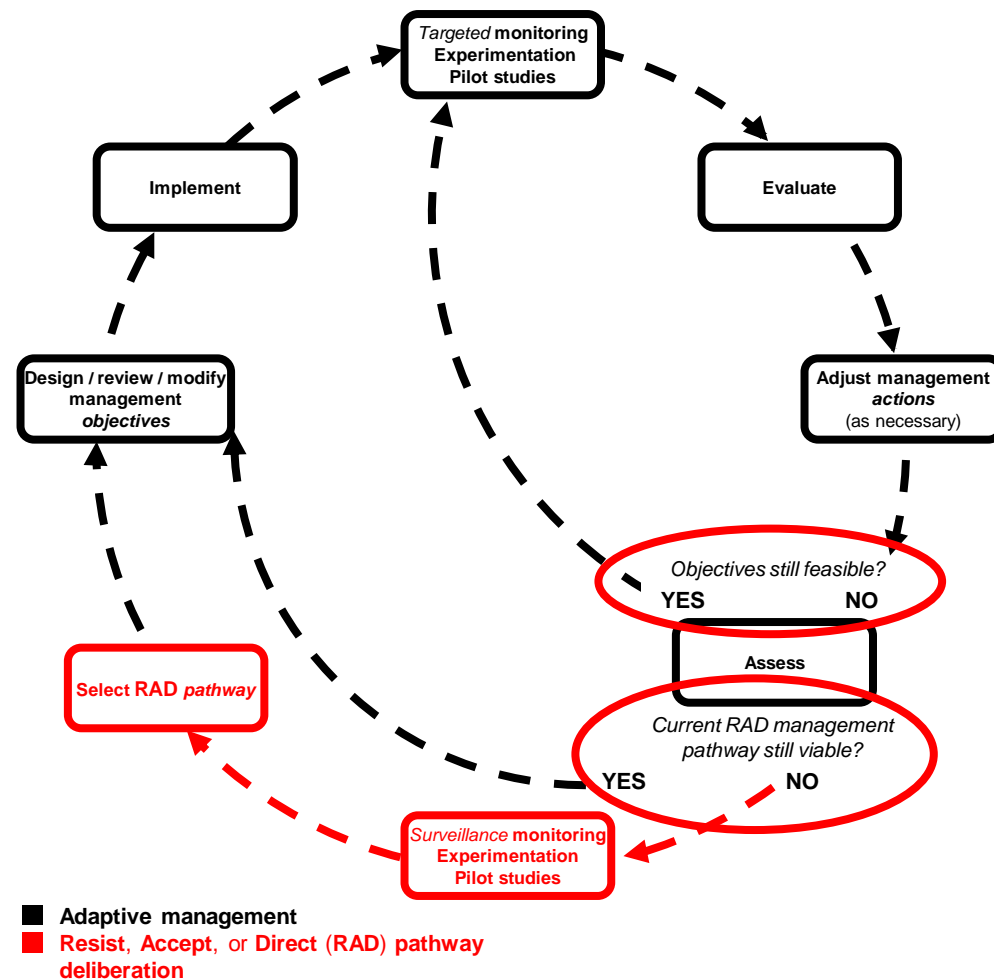 Targeted monitoring
Experimentation
Pilot studies
Implement
Evaluate
Design / review / modify
management
objectives
Adjust management
actions
(as necessary)
Objectives still feasible?
YES NO
Assess
Select RAD pathway
Current RAD management
pathway still viable?
YES NO
Surveillance monitoring
Experimentation
Pilot studies
Adaptive management
Resist, Accept, or Direct (RAD) pathway
deliberation